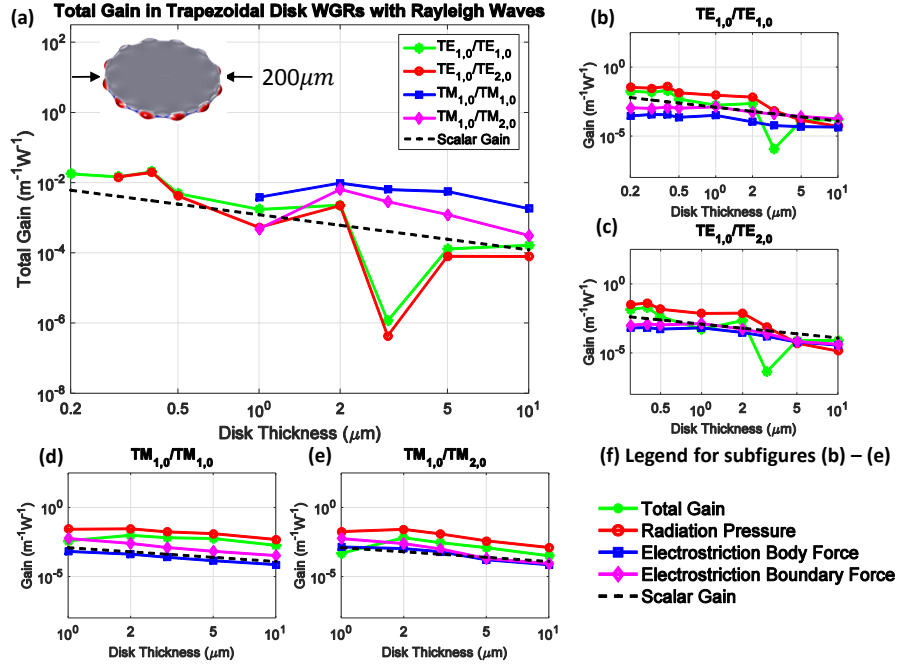 (a) Total Gain in Trapezoidal Disk WGRs with Rayleigh Waves
200μm
TE1,0/TE1,0
TE1,0/TE2,0
TM1,0/TM1,0
TM1,0/TM2,0
Scalar Gain
Total Gain (m-1W-1)
10^2
10^0
10^-2
10^-4
10^-6
10^-8
0.2 0.5 10^0 2 5 10^1
Disk Thickness (μm)
(b) TE1,0/TE1,0
Gain (m-1W-1)
10^0
10^-5
0.2 0.5 1.0 2 5 10
Disk Thickness (μm)
(c) TE1,0/TE2,0
Gain (m-1W-1)
10^0
10^-5
0.5 1.0 2 5 10
Disk Thickness (μm)
(d) TM1,0/TM1,0
Gain (m-1W-1)
10^0
10^-5
10^0 2 5 10^1
Disk Thickness (μm)
(e) TM1,0/TM2,0
Gain (m-1W-1)
10^0
10^-5
10^0 2 5 10^1
Disk Thickness (μm)
(f) Legend for subfigures (b) – (e)
Total Gain
Radiation Pressure
Electrostriction Body Force
Electrostriction Boundary Force
Scalar Gain